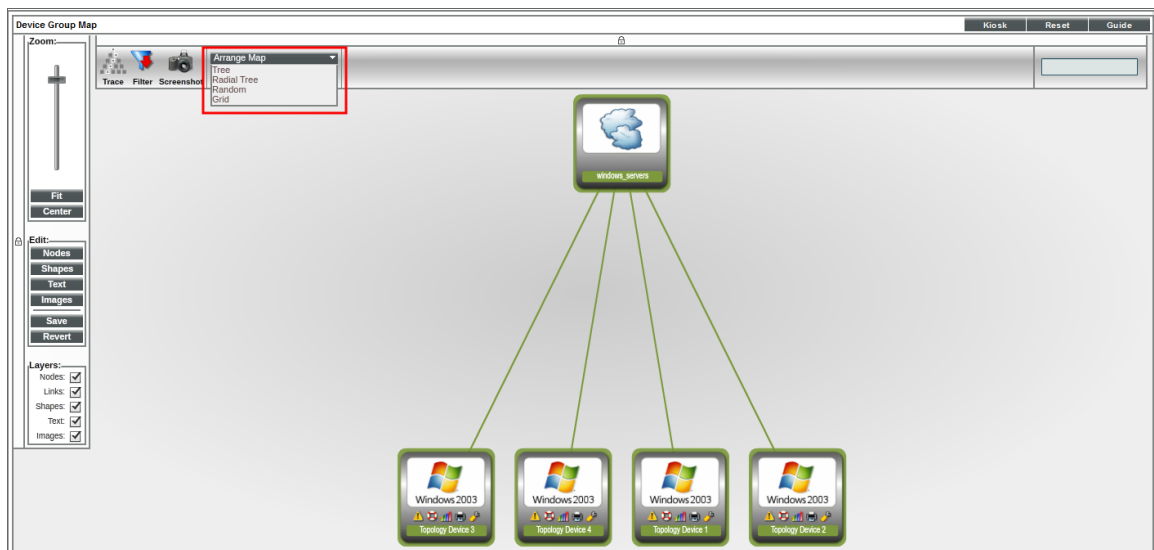 Device Group Map
Kiosk
Reset
Guide
Zoom:
Trace
Filter
Screenshot
Arrange Map
Tree
Radial Tree
Random
Grid
Fit
Center
Edit:
Nodes
Shapes
Text
Images
Save
Revert
Layers:
Nodes:
Links:
Shapes:
Text:
Images:
windows_servers
Windows 2003
Topology Device 3
Windows 2003
Topology Device 4
Windows 2003
Topology Device 1
Windows 2003
Topology Device 2